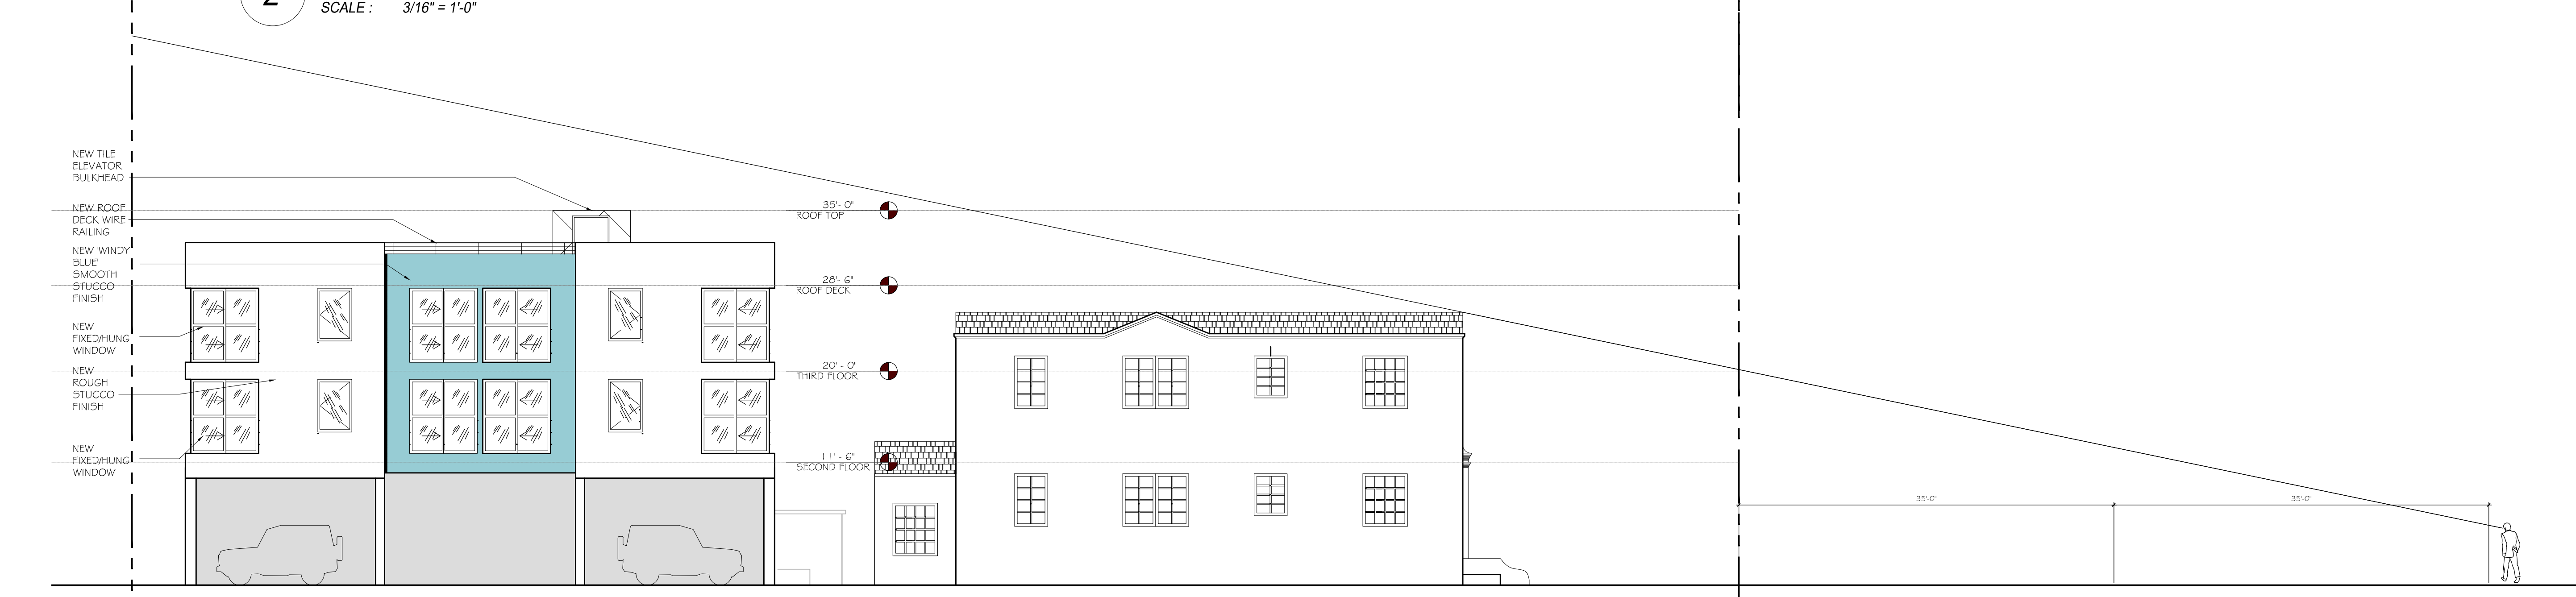 2
SCALE : 3/16" = 1'-0"
NEW TILE
ELEVATOR
BULKHEAD
NEW ROOF
DECK WIRE
RAILING
NEW 'WINDY
BLUE'
SMOOTH
STUCCO
FINISH
NEW
FIXED/HUNG
WINDOW
NEW
ROUGH
STUCCO
FINISH
NEW
FIXED/HUNG
WINDOW
35'- 0"
ROOF TOP
28'- 6"
ROOF DECK
20' - 0"
THIRD FLOOR
11' - 6"
SECOND FLOOR
35'-0"
35'-0"